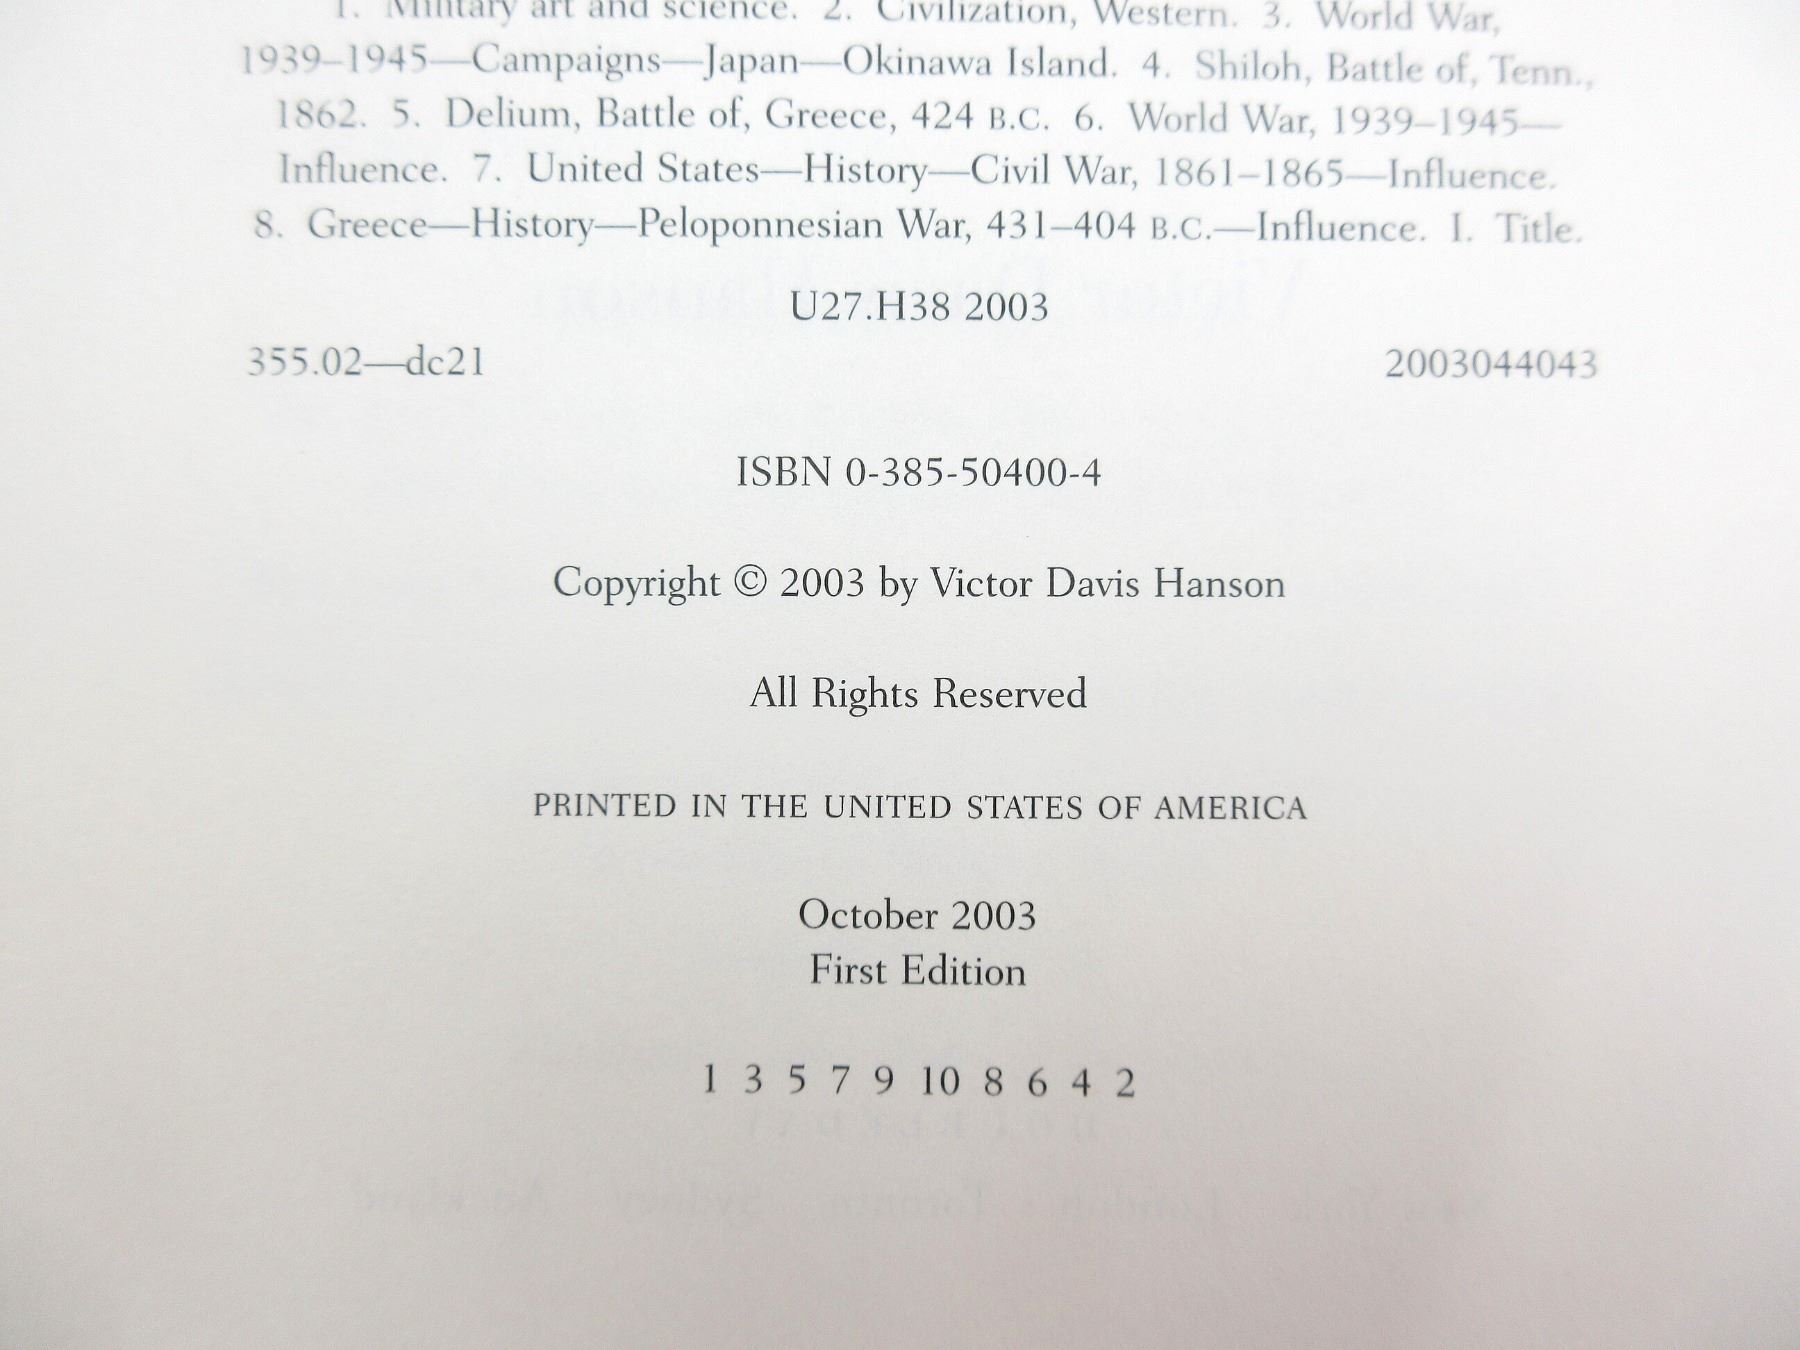 1. Military art and science. 2. Civilization, Western. 3. World War,
1939–1945—Campaigns—Japan—Okinawa Island. 4. Shiloh, Battle of, Tenn.,
1862. 5. Delium, Battle of, Greece, 424 B.C. 6. World War, 1939–1945—
Influence. 7. United States—History—Civil War, 1861–1865—Influence.
8. Greece—History—Peloponnesian War, 431–404 B.C.—Influence. I. Title.
U27.H38 2003
355.02—dc21 2003044043
ISBN 0-385-50400-4
Copyright © 2003 by Victor Davis Hanson
All Rights Reserved
PRINTED IN THE UNITED STATES OF AMERICA
October 2003
First Edition
1 3 5 7 9 10 8 6 4 2